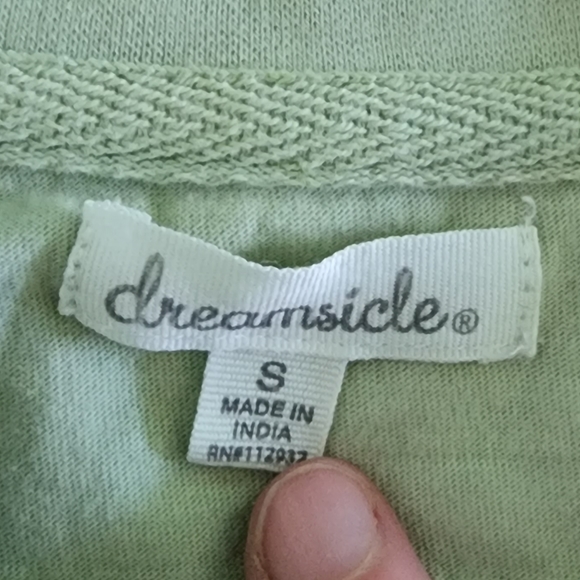 dreamsicle®
S
MADE IN
INDIA
RN#112937